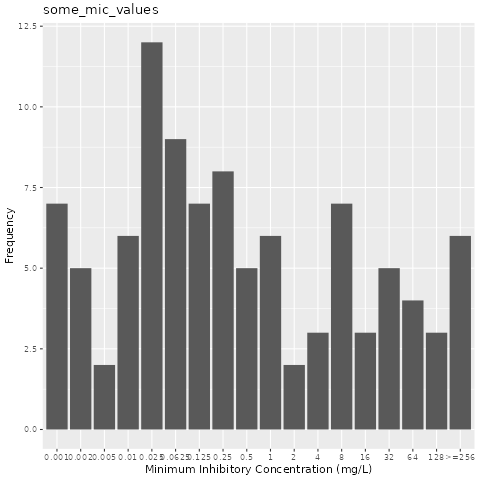 some_mic_values
12.5
10.0
7.5
5.0
2.5
0.0
Frequency
0.001 0.002 0.005 0.01 0.025 0.0625 0.125 0.25 0.5 1 2 4 8 16 32 64 128 >=256
Minimum Inhibitory Concentration (mg/L)